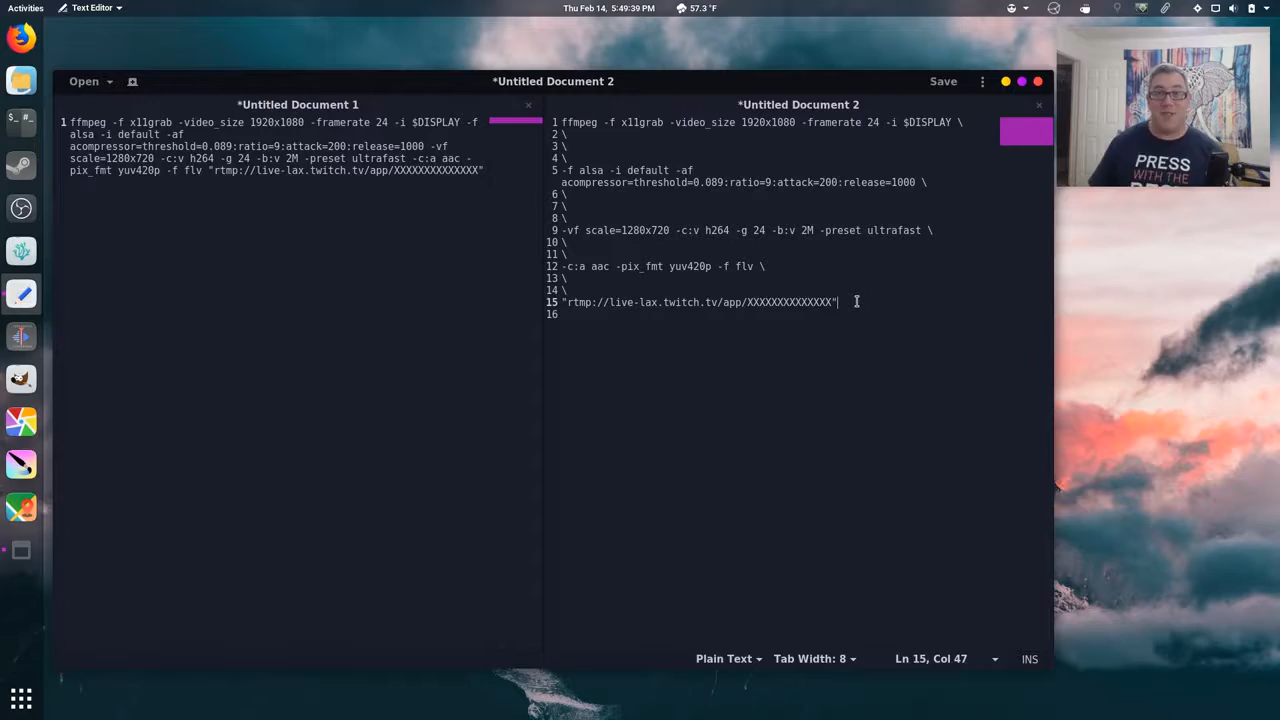 Activities
Text Editor
Thu Feb 14, 5:49:39 PM
57.3 °F
Open
*Untitled Document 2
Save
*Untitled Document 1
*Untitled Document 2
1 ffmpeg -f x11grab -video_size 1920x1080 -framerate 24 -i $DISPLAY -f
alsa -i default -af
acompressor=threshold=0.089:ratio=9:attack=200:release=1000 -vf
scale=1280x720 -c:v h264 -g 24 -b:v 2M -preset ultrafast -c:a aac -
pix_fmt yuv420p -f flv "rtmp://live-lax.twitch.tv/app/XXXXXXXXXXXXXX"
1 ffmpeg -f x11grab -video_size 1920x1080 -framerate 24 -i $DISPLAY \
2 \
3 \
4 \
5 -f alsa -i default -af
acompressor=threshold=0.089:ratio=9:attack=200:release=1000 \
6 \
7 \
8 \
9 -vf scale=1280x720 -c:v h264 -g 24 -b:v 2M -preset ultrafast \
10 \
11 \
12 -c:a aac -pix_fmt yuv420p -f flv \
13 \
14 \
15 "rtmp://live-lax.twitch.tv/app/XXXXXXXXXXXXXX"
16
PRESS
WITH THE
Plain Text
Tab Width: 8
Ln 15, Col 47
INS
$_ #_